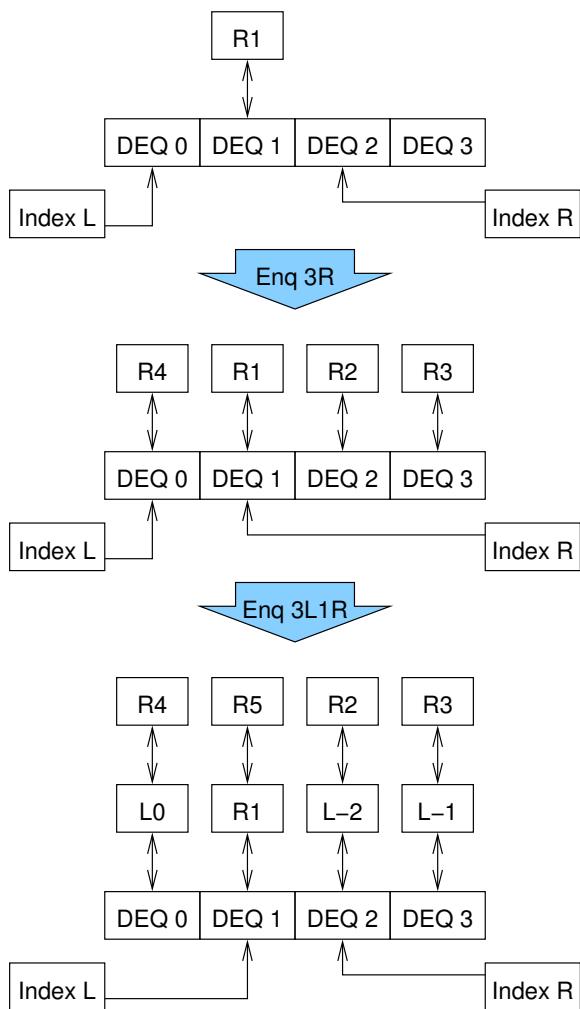 R1
DEQ 0 DEQ 1 DEQ 2 DEQ 3
Index L Index R
Enq 3R
R4 R1 R2 R3
DEQ 0 DEQ 1 DEQ 2 DEQ 3
Index L Index R
Enq 3L1R
R4 R5 R2 R3
L0 R1 L−2 L−1
DEQ 0 DEQ 1 DEQ 2 DEQ 3
Index L Index R